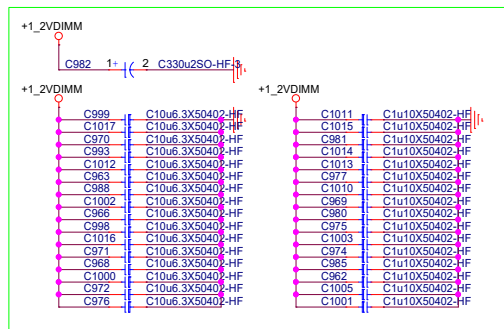 +1_2VDIMM
C982 1+ 2 C330u2SO-HF-3
+1_2VDIMM +1_2VDIMM
C999 C10u6.3X50402-HF C1011 C1u10X50402-HF
C1017 C10u6.3X50402-HF C1015 C1u10X50402-HF
C970 C10u6.3X50402-HF C981 C1u10X50402-HF
C993 C10u6.3X50402-HF C1014 C1u10X50402-HF
C1012 C10u6.3X50402-HF C1013 C1u10X50402-HF
C963 C10u6.3X50402-HF C977 C1u10X50402-HF
C988 C10u6.3X50402-HF C1010 C1u10X50402-HF
C1002 C10u6.3X50402-HF C969 C1u10X50402-HF
C966 C10u6.3X50402-HF C980 C1u10X50402-HF
C998 C10u6.3X50402-HF C975 C1u10X50402-HF
C1016 C10u6.3X50402-HF C1003 C1u10X50402-HF
C971 C10u6.3X50402-HF C974 C1u10X50402-HF
C968 C10u6.3X50402-HF C985 C1u10X50402-HF
C1000 C10u6.3X50402-HF C962 C1u10X50402-HF
C972 C10u6.3X50402-HF C1005 C1u10X50402-HF
C976 C10u6.3X50402-HF C1001 C1u10X50402-HF